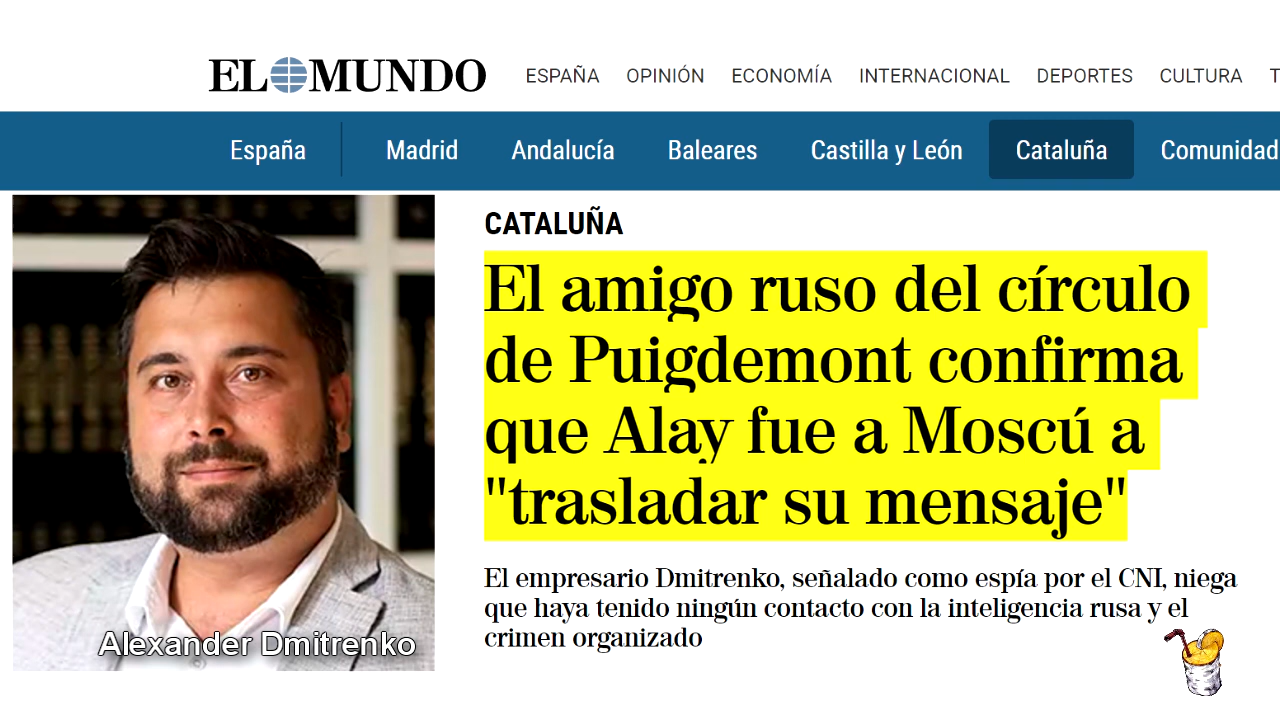 EL MUNDO
ESPAÑA OPINIÓN ECONOMÍA INTERNACIONAL DEPORTES CULTURA T
España Madrid Andalucía Baleares Castilla y León Cataluña Comunidad
CATALUÑA
El amigo ruso del círculo
de Puigdemont confirma
que Alay fue a Moscú a
"trasladar su mensaje"
El empresario Dmitrenko, señalado como espía por el CNI, niega
que haya tenido ningún contacto con la inteligencia rusa y el
crimen organizado
Alexander Dmitrenko